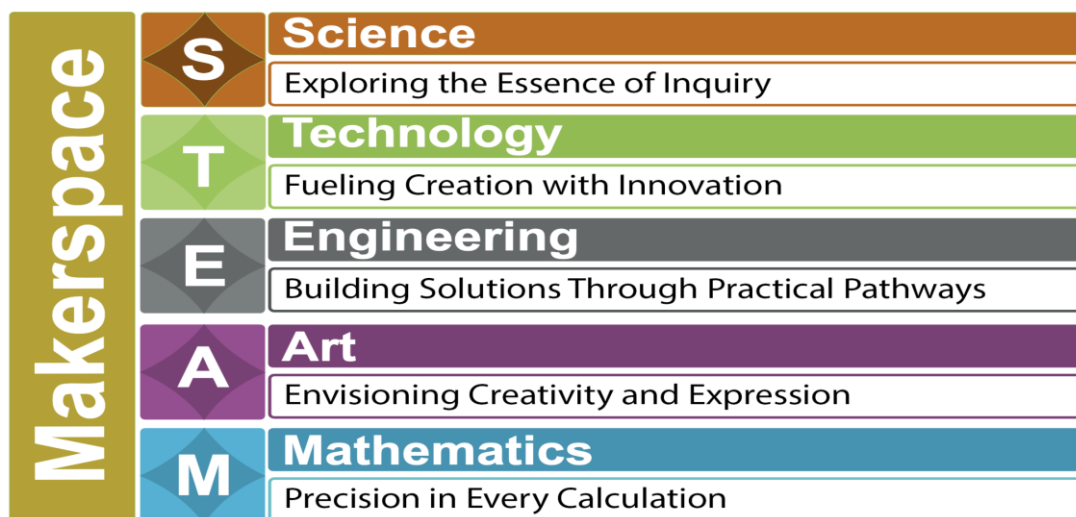 Makerspace
S
Science
Exploring the Essence of Inquiry
T
Technology
Fueling Creation with Innovation
E
Engineering
Building Solutions Through Practical Pathways
A
Art
Envisioning Creativity and Expression
M
Mathematics
Precision in Every Calculation